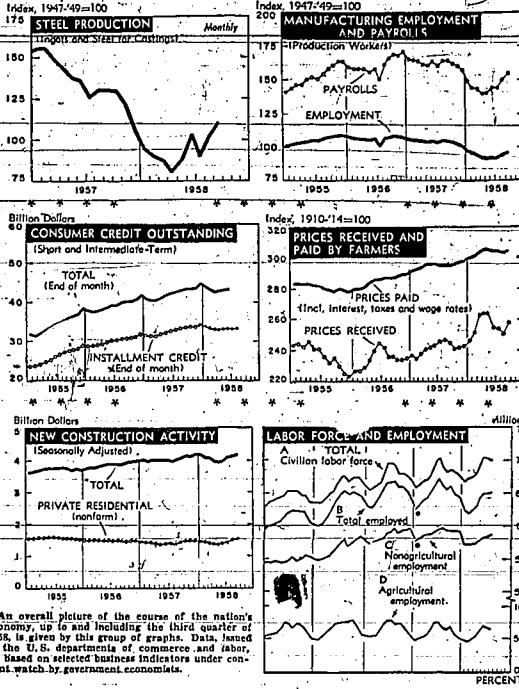 Index, 1947-'49=100
175
STEEL PRODUCTION
(Ingots and Steel for Castings)
Monthly
150
125
100
75
1957
1958
Index, 1947-'49=100
200
MANUFACTURING EMPLOYMENT
AND PAYROLLS
(Production Workers)
175
150
PAYROLLS
125
EMPLOYMENT
100
75
1955
1956
1957
1958
Billion Dollars
60
CONSUMER CREDIT OUTSTANDING
(Short and Intermediate-Term)
50
TOTAL
(End of month)
40
30
INSTALLMENT CREDIT
(End of month)
20
1955
1956
1957
1958
Index, 1910-'14=100
320
PRICES RECEIVED AND
PAID BY FARMERS
300
280
PRICES PAID
(Incl, interest, taxes and wage rates)
260
PRICES RECEIVED
240
220
1955
1956
1957
1958
Billion Dollars
5
NEW CONSTRUCTION ACTIVITY
(Seasonally Adjusted)
4
TOTAL
3
PRIVATE RESIDENTIAL
(nonfarm)
2
1
0
1955
1956
1957
1958
LABOR FORCE AND EMPLOYMENT
A TOTAL
Civilian labor force
B
Total employed
C
Nonagricultural
employment
D
Agricultural
employment
1955
1956
1957
1958
An overall picture of the course of the nation's
onomy, up to and including the third quarter of
58, is given by this group of graphs. Data, issued
the U.S. departments of commerce and labor,
based on selected business indicators under con-
nt watch by government economists.
PERCENT